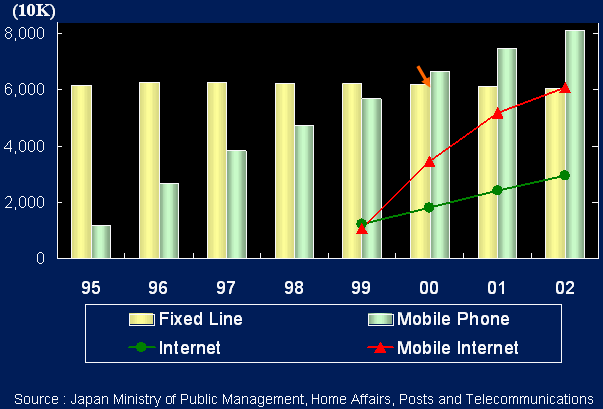 (10K)
8,000
6,000
4,000
2,000
0
95 96 97 98 99 00 01 02
Fixed Line Mobile Phone
Internet Mobile Internet
Source : Japan Ministry of Public Management, Home Affairs, Posts and Telecommunications